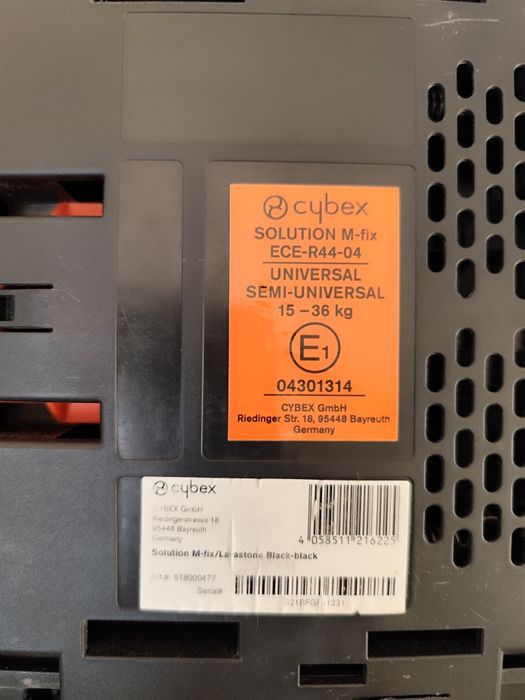 cybex
SOLUTION M-fix
ECE-R44-04
UNIVERSAL
SEMI-UNIVERSAL
15 – 36 kg
E1
04301314
CYBEX GmbH
Riedinger Str. 18, 95448 Bayreuth
Germany
cybex
CYBEX GmbH
Riedingerstrasse 18
95448 Bayreuth
Germany
4 058511 216225
Solution M-fix/Lavastone Black-black
Art.#: 518000477
Serial#